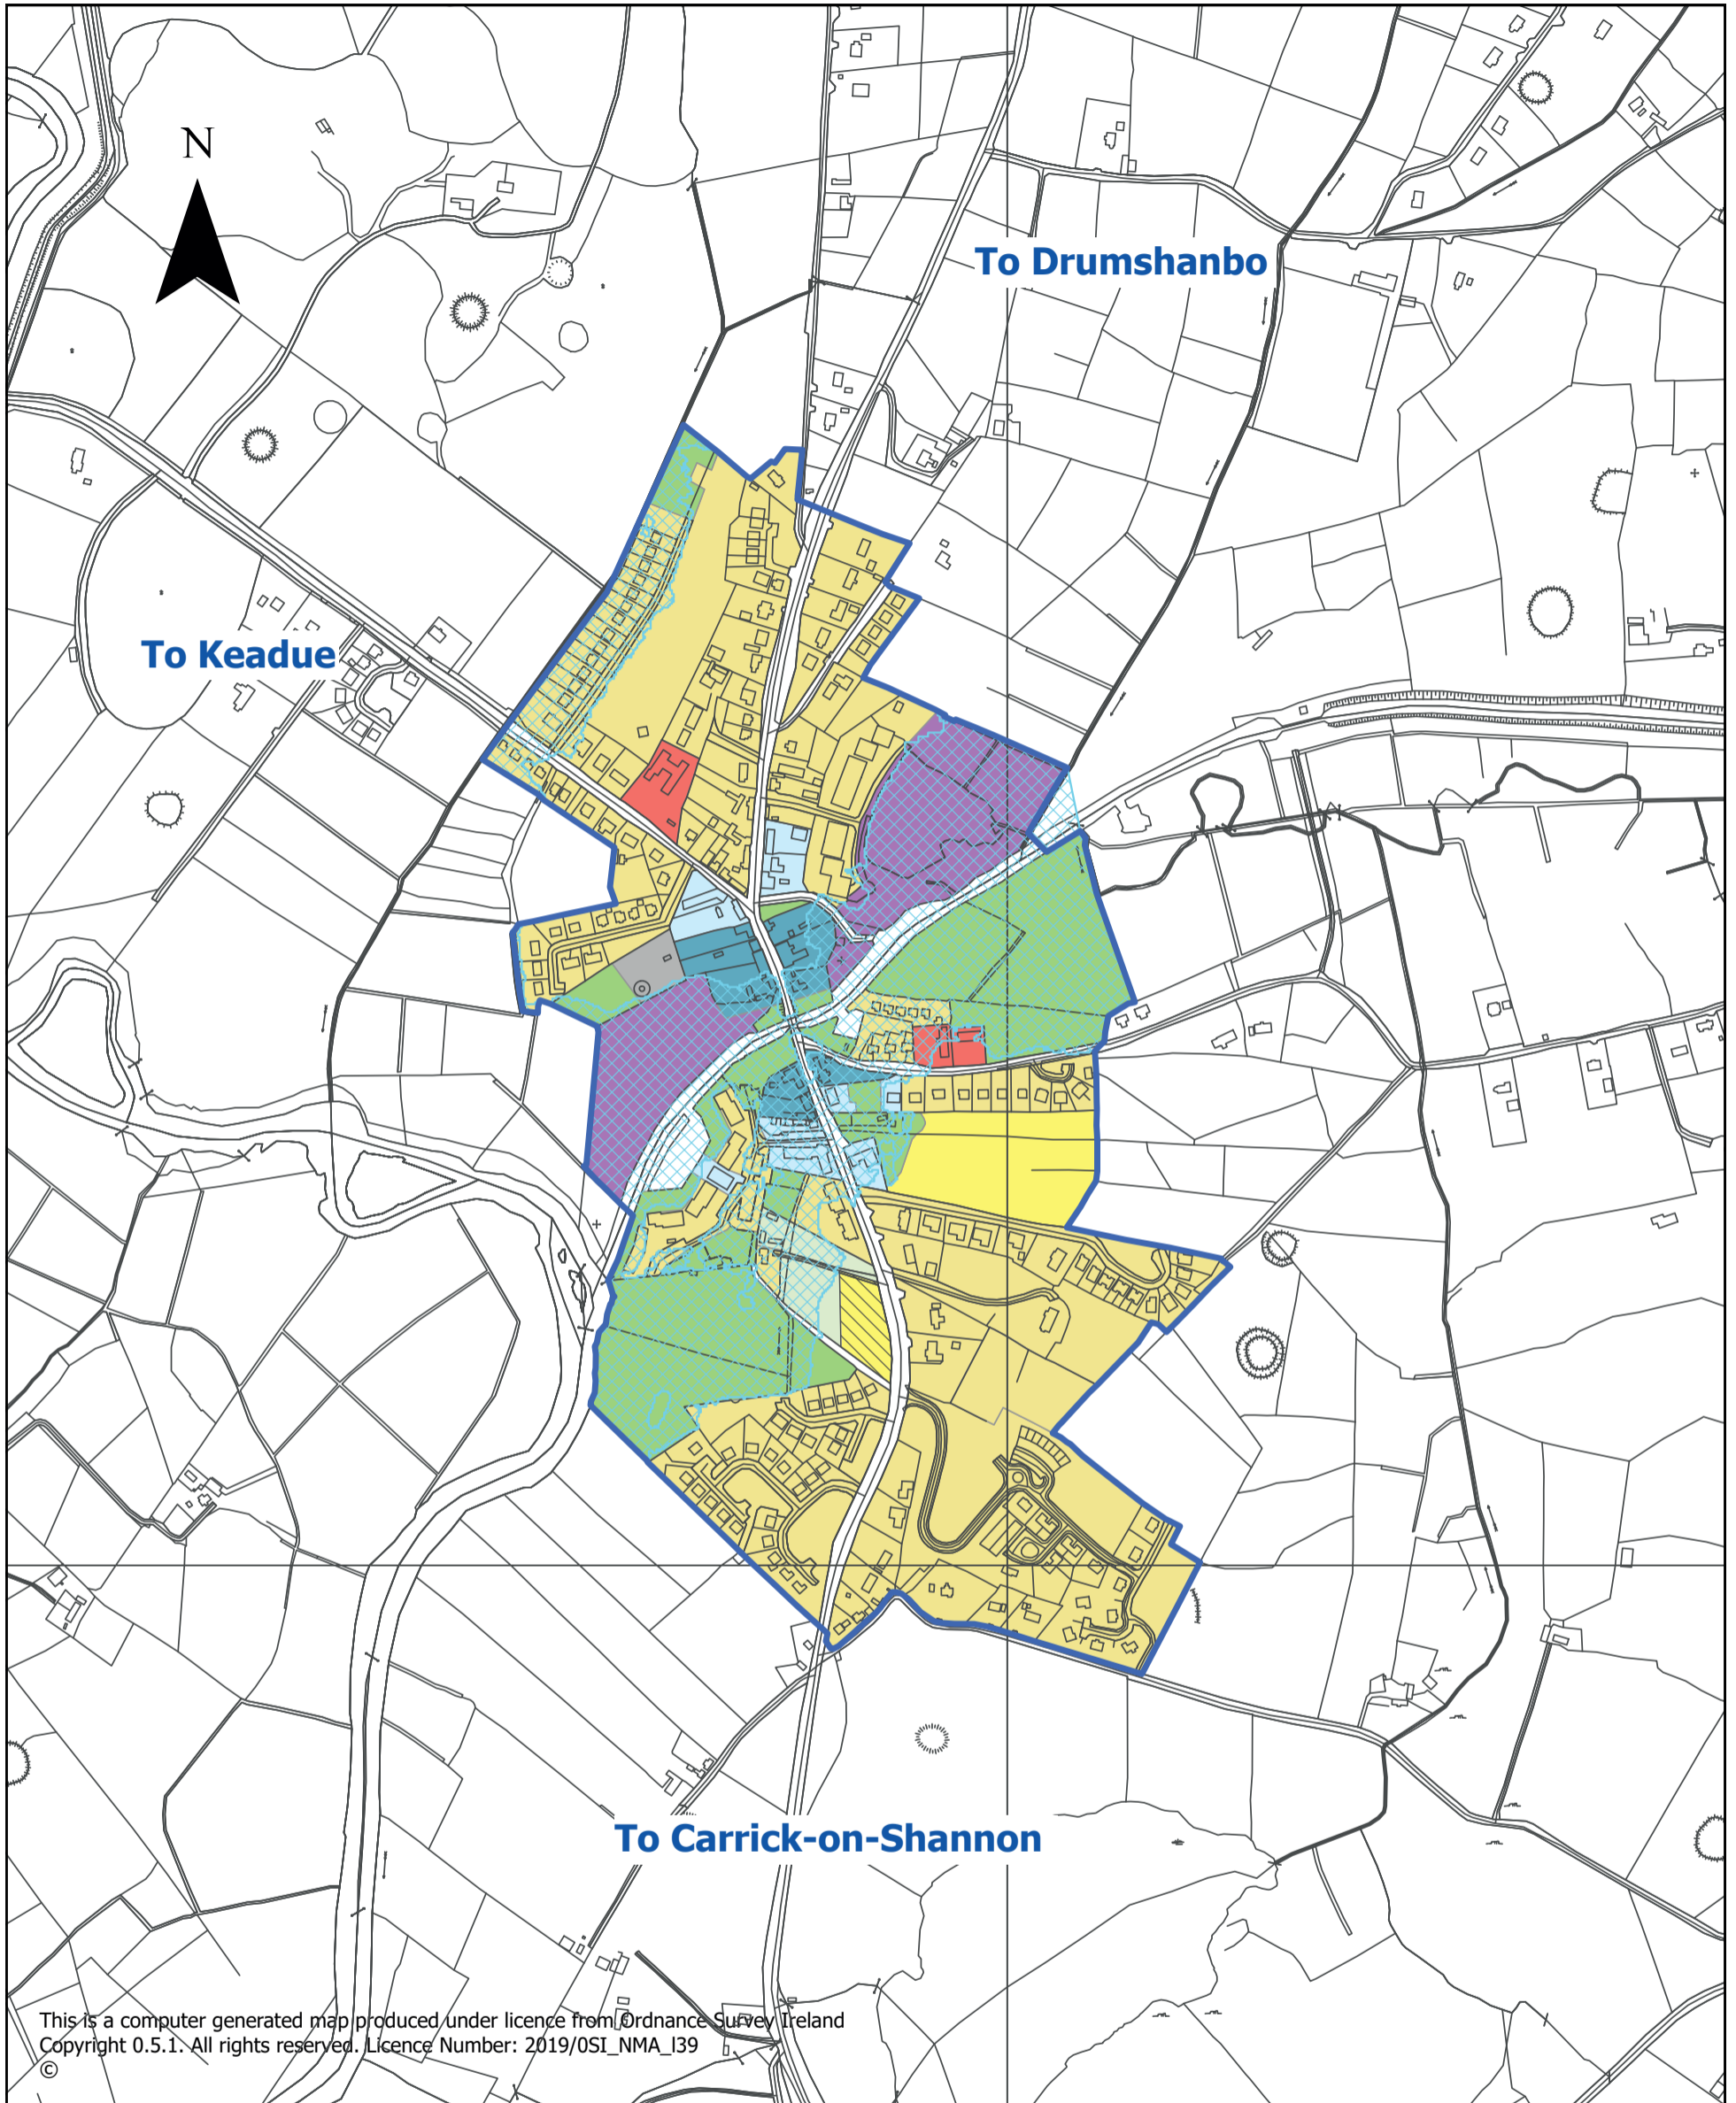 N
To Drumshanbo
To Keadue
To Carrick-on-Shannon
This is a computer generated map produced under licence from Ordnance Survey Ireland
Copyright 0.5.1. All rights reserved. Licence Number: 2019/0SI_NMA_l39
©